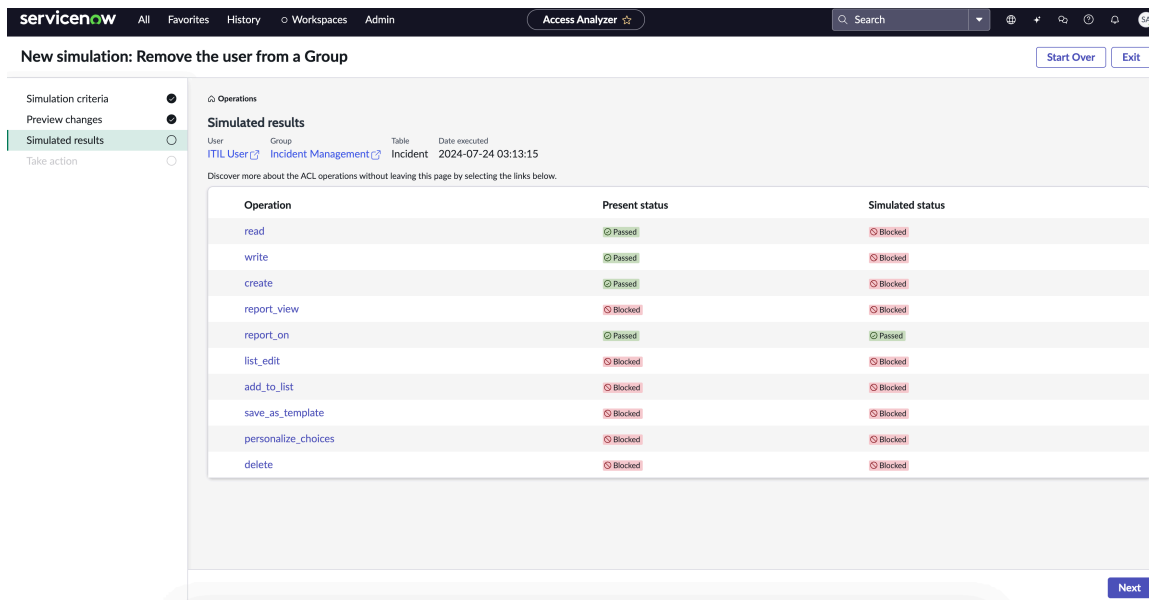 servicenow All Favorites History Workspaces Admin Access Analyzer Search SA
New simulation: Remove the user from a Group Start Over Exit
Simulation criteria
Preview changes
Simulated results
Take action
Operations
Simulated results
User Group Table Date executed
ITIL User Incident Management Incident 2024-07-24 03:13:15
Discover more about the ACL operations without leaving this page by selecting the links below.
Operation Present status Simulated status
read Passed Blocked
write Passed Blocked
create Passed Blocked
report_view Blocked Blocked
report_on Passed Passed
list_edit Blocked Blocked
add_to_list Blocked Blocked
save_as_template Blocked Blocked
personalize_choices Blocked Blocked
delete Blocked Blocked
Next